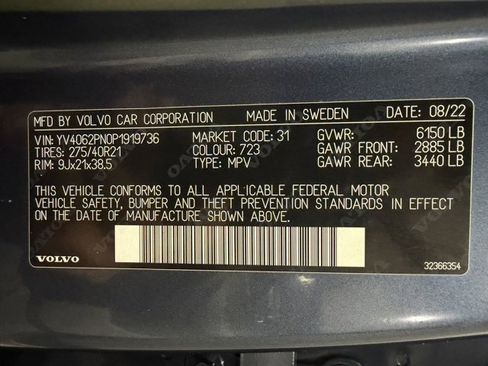 MFD BY VOLVO CAR CORPORATION MADE IN SWEDEN DATE: 08/22
VIN: YV4062PN0P1919736 MARKET CODE: 31 GVWR: 6150 LB
TIRES: 275/40R21 COLOUR: 723 GAWR FRONT: 2885 LB
RIM: 9Jx21x38.5 TYPE: MPV GAWR REAR: 3440 LB
THIS VEHICLE CONFORMS TO ALL APPLICABLE FEDERAL MOTOR
VEHICLE SAFETY, BUMPER AND THEFT PREVENTION STANDARDS IN EFFECT
ON THE DATE OF MANUFACTURE SHOWN ABOVE.
VOLVO 32366354